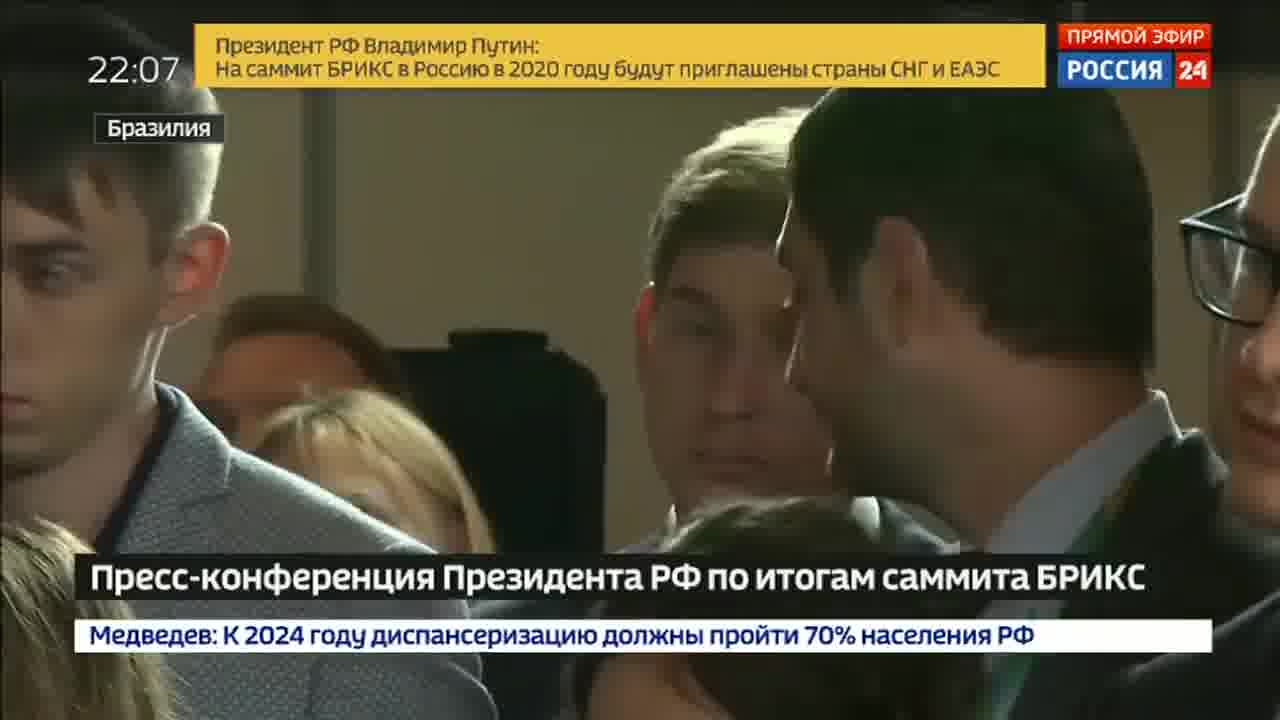 22:07
Президент РФ Владимир Путин:
На саммит БРИКС в Россию в 2020 году будут приглашены страны СНГ и ЕАЭС
ПРЯМОЙ ЭФИР
РОССИЯ 24
Бразилия
Пресс-конференция Президента РФ по итогам саммита БРИКС
Медведев: К 2024 году диспансеризацию должны пройти 70% населения РФ